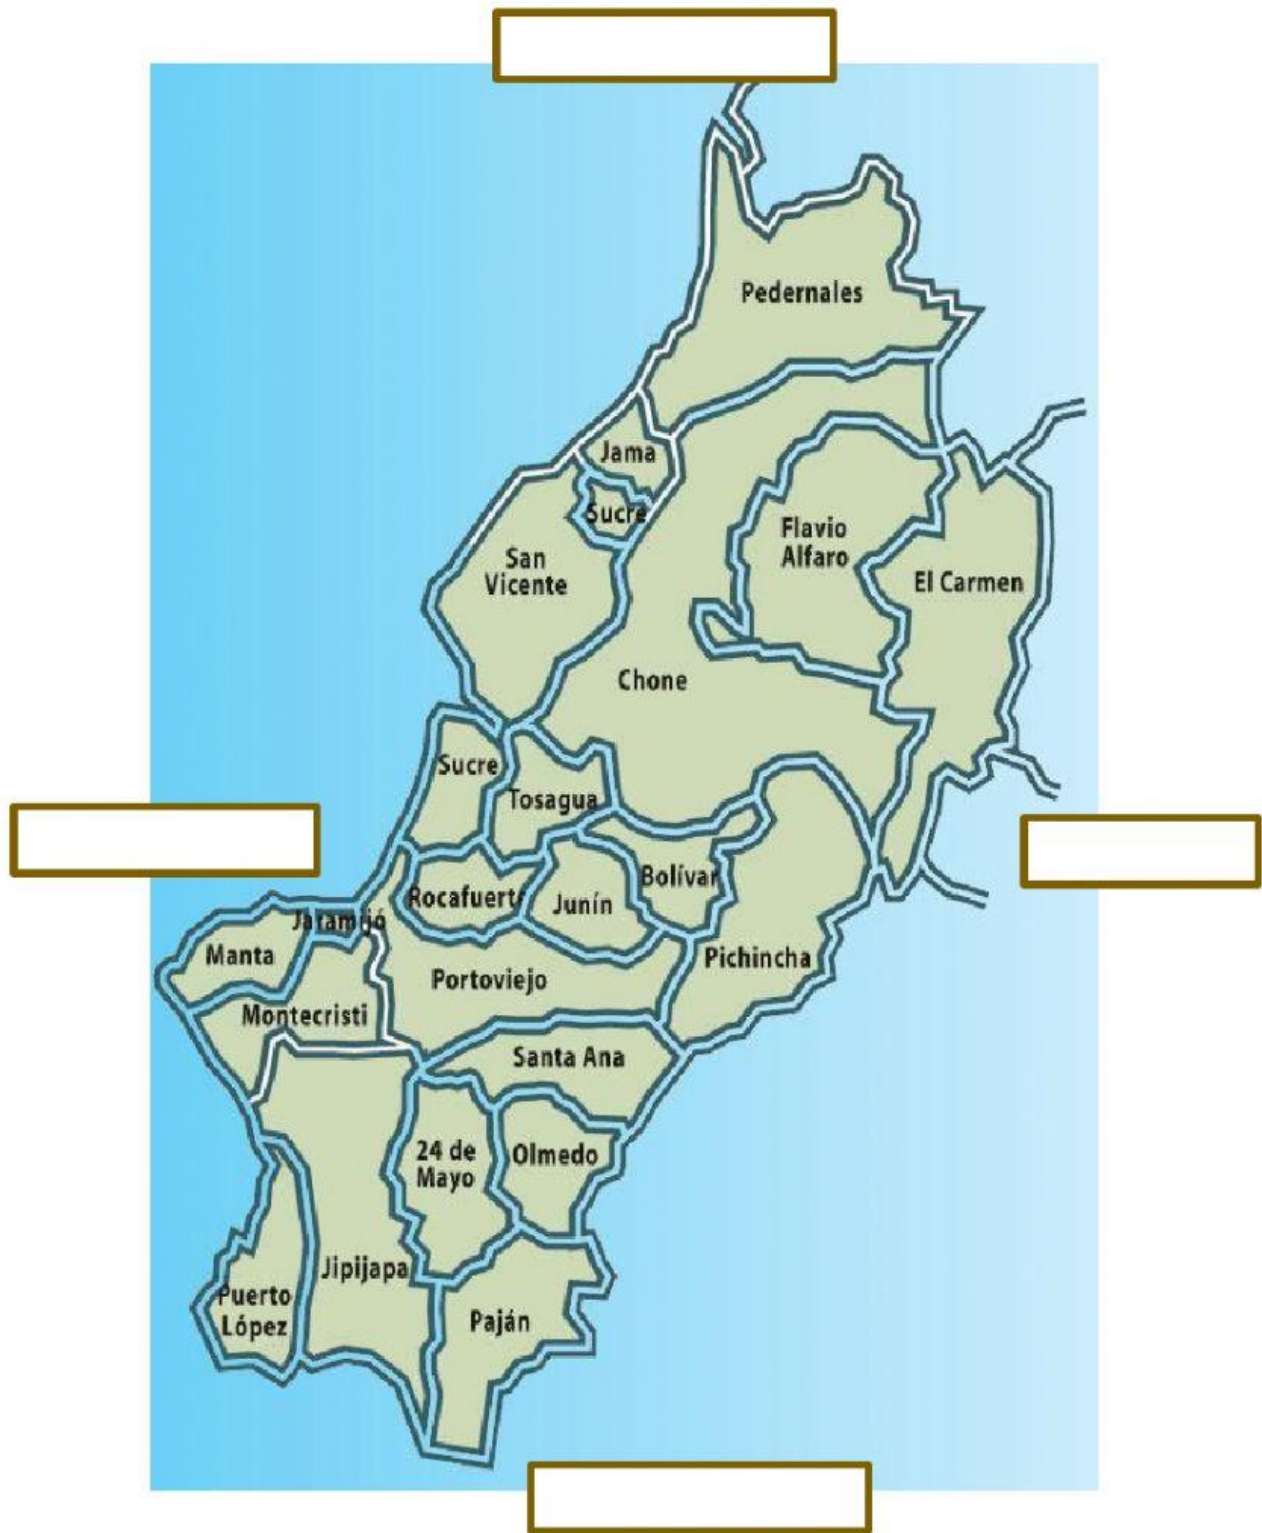 Pedernales
Jama
Sucre
Flavio
Alfaro
San
Vicente
El Carmen
Chone
Sucre
Tosagua
Bolívar
Rocafuerte
Junín
Jaramijó
Manta
Pichincha
Portoviejo
Montecristi
Santa Ana
24 de
Mayo
Olmedo
Jipijapa
Puerto
López
Paján